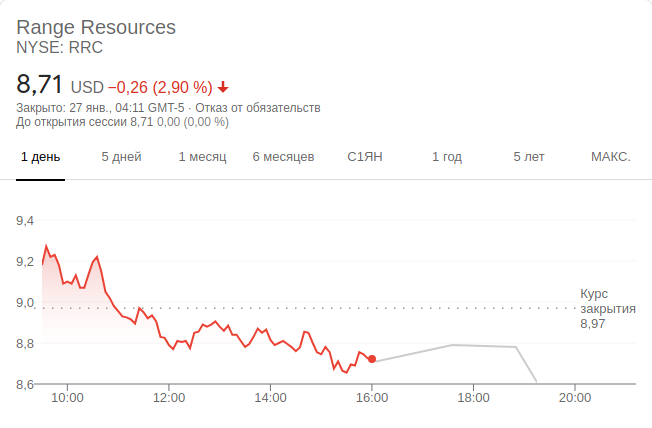 Range Resources
NYSE: RRC
8,71 USD −0,26 (2,90 %)
Закрыто: 27 янв., 04:11 GMT-5 · Отказ от обязательств
До открытия сессии 8,71 0,00 (0,00 %)
1 день 5 дней 1 месяц 6 месяцев С1ЯН 1 год 5 лет МАКС.
9,4
9,2
9,0
8,8
8,6
Курс
закрытия
8,97
10:00 12:00 14:00 16:00 18:00 20:00